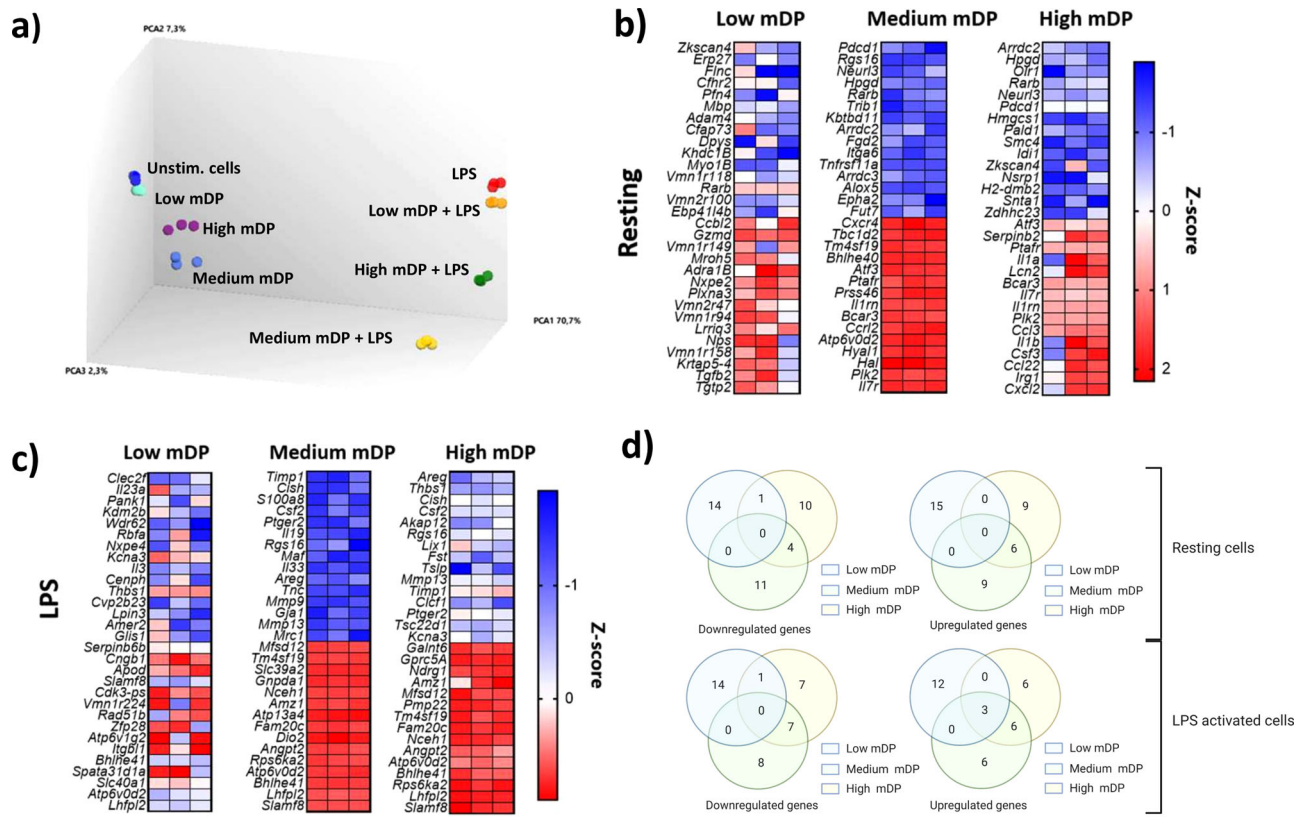 a)
PCA2 7,3%
Unstim. cells
Low mDP
High mDP
Medium mDP
LPS
Low mDP + LPS
High mDP + LPS
Medium mDP + LPS
PCA1 70,7%
PCA3 2,3%
b)
Resting
Low mDP
Zkscan4
Erp27
Flnc
Cfhr2
Pfn4
Mbp
Adam4
Cfap73
Dpys
Khdc1B
Myo1B
Vmn1r118
Rarb
Vmn2r100
Ebp41l4b
Ccbl2
Gzmd
Vmn1r149
Mroh5
Adra1B
Nxpe2
Plxna3
Vmn2r47
Vmn1r94
Lrriq3
Nps
Vmn1r158
Krtap5-4
Tgfb2
Tgtp2
Medium mDP
Pdcd1
Rgs16
Neurl3
Hpgd
Rarb
Trib1
Kbtbd11
Arrdc2
Fgd2
Itga6
Tnfrsf11a
Arrdc3
Alox5
Epha2
Fut7
Cxcr4
Tbc1d2
Tm4sf19
Bhlhe40
Atf3
Ptafr
Prss46
Il1rn
Bcar3
Ccrl2
Atp6v0d2
Hyal1
Hal
Plk2
Il7r
High mDP
Arrdc2
Hpgd
Olr1
Rarb
Neurl3
Pdcd1
Hmgcs1
Pald1
Smc4
Idi1
Zkscan4
Nsrp1
H2-dmb2
Snta1
Zdhhc23
Atf3
Serpinb2
Ptafr
Il1a
Lcn2
Bcar3
Il7r
Il1rn
Plk2
Ccl3
Il1b
Csf3
Ccl22
Irg1
Cxcl2
-1
0
1
2
Z-score
c)
LPS
Low mDP
Clec2f
Il23a
Pank1
Kdm2b
Wdr62
Rbfa
Nxpe4
Kcna3
Il3
Cenph
Thbs1
Cvp2b23
Lpin3
Amer2
Glis1
Serpinb6b
Cngb1
Apod
Slamf8
Cdk3-ps
Vmn1r224
Rad51b
Zfp28
Atp6v1g2
Itgbl1
Bhlhe41
Spata31d1a
Slc40a1
Atp6v0d2
Lhfpl2
Medium mDP
Timp1
Cish
S100a8
Csf2
Ptger2
Il19
Rgs16
Maf
Il33
Areg
Tnc
Mmp9
Gja1
Mmp13
Mrc1
Mfsd12
Tm4sf19
Slc39a2
Gnpda1
Nceh1
Amz1
Atp13a4
Fam20c
Dio2
Angpt2
Rps6ka2
Atp6v0d2
Bhlhe41
Lhfpl2
Slamf8
High mDP
Areg
Thbs1
Cish
Csf2
Akap12
Rgs16
Lix1
Fst
Tslp
Mmp13
Timp1
Clcf1
Ptger2
Tsc22d1
Kcna3
Galnt6
Gprc5A
Ndrg1
Amz1
Mfsd12
Pmp22
Tm4sf19
Fam20c
Nceh1
Angpt2
Atp6v0d2
Bhlhe41
Rps6ka2
Lhfpl2
Slamf8
-1
0
Z-score
d)
14
1
10
0
0
4
11
Low mDP
Medium mDP
High mDP
Downregulated genes
15
0
9
0
0
6
9
Low mDP
Medium mDP
High mDP
Upregulated genes
Resting cells
14
1
7
0
0
7
8
Low mDP
Medium mDP
High mDP
Downregulated genes
12
0
6
3
0
6
6
Low mDP
Medium mDP
High mDP
Upregulated genes
LPS activated cells